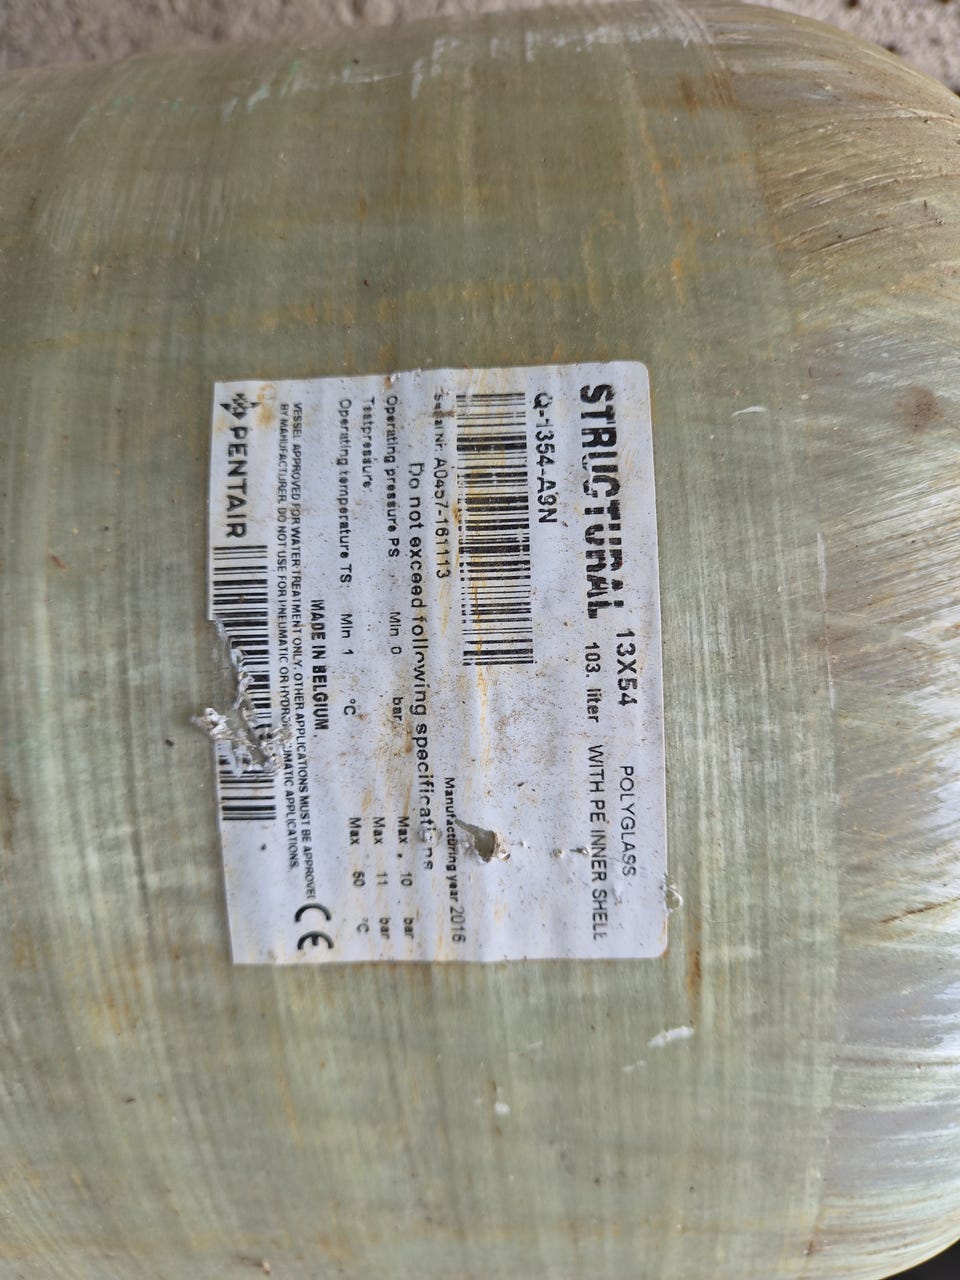 STRUCTURAL 13X54 POLYGLASS
103. liter WITH PE INNER SHELL
Q-1354-A9N
Serial Nr: A0457-161113 Manufacturing year 2016
Do not exceed following specifications
Operating pressure PS Min 0 bar Max 10 bar
Testpressure: Max 11 bar
Operating temperature TS: Min 1 °C Max 50 °C
MADE IN BELGIUM
VESSEL APPROVED FOR WATER TREATMENT ONLY. OTHER APPLICATIONS MUST BE APPROVED
BY MANUFACTURER. DO NOT USE FOR PNEUMATIC OR HYDROPNEUMATIC APPLICATIONS.
CE
PENTAIR